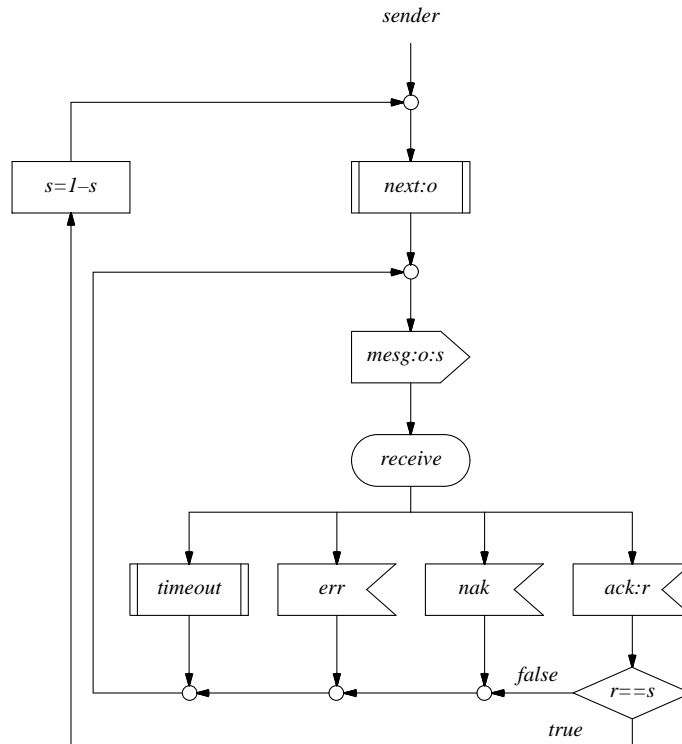 sender
s=1–s
next:o
mesg:o:s
receive
timeout
err
nak
ack:r
false
r==s
true